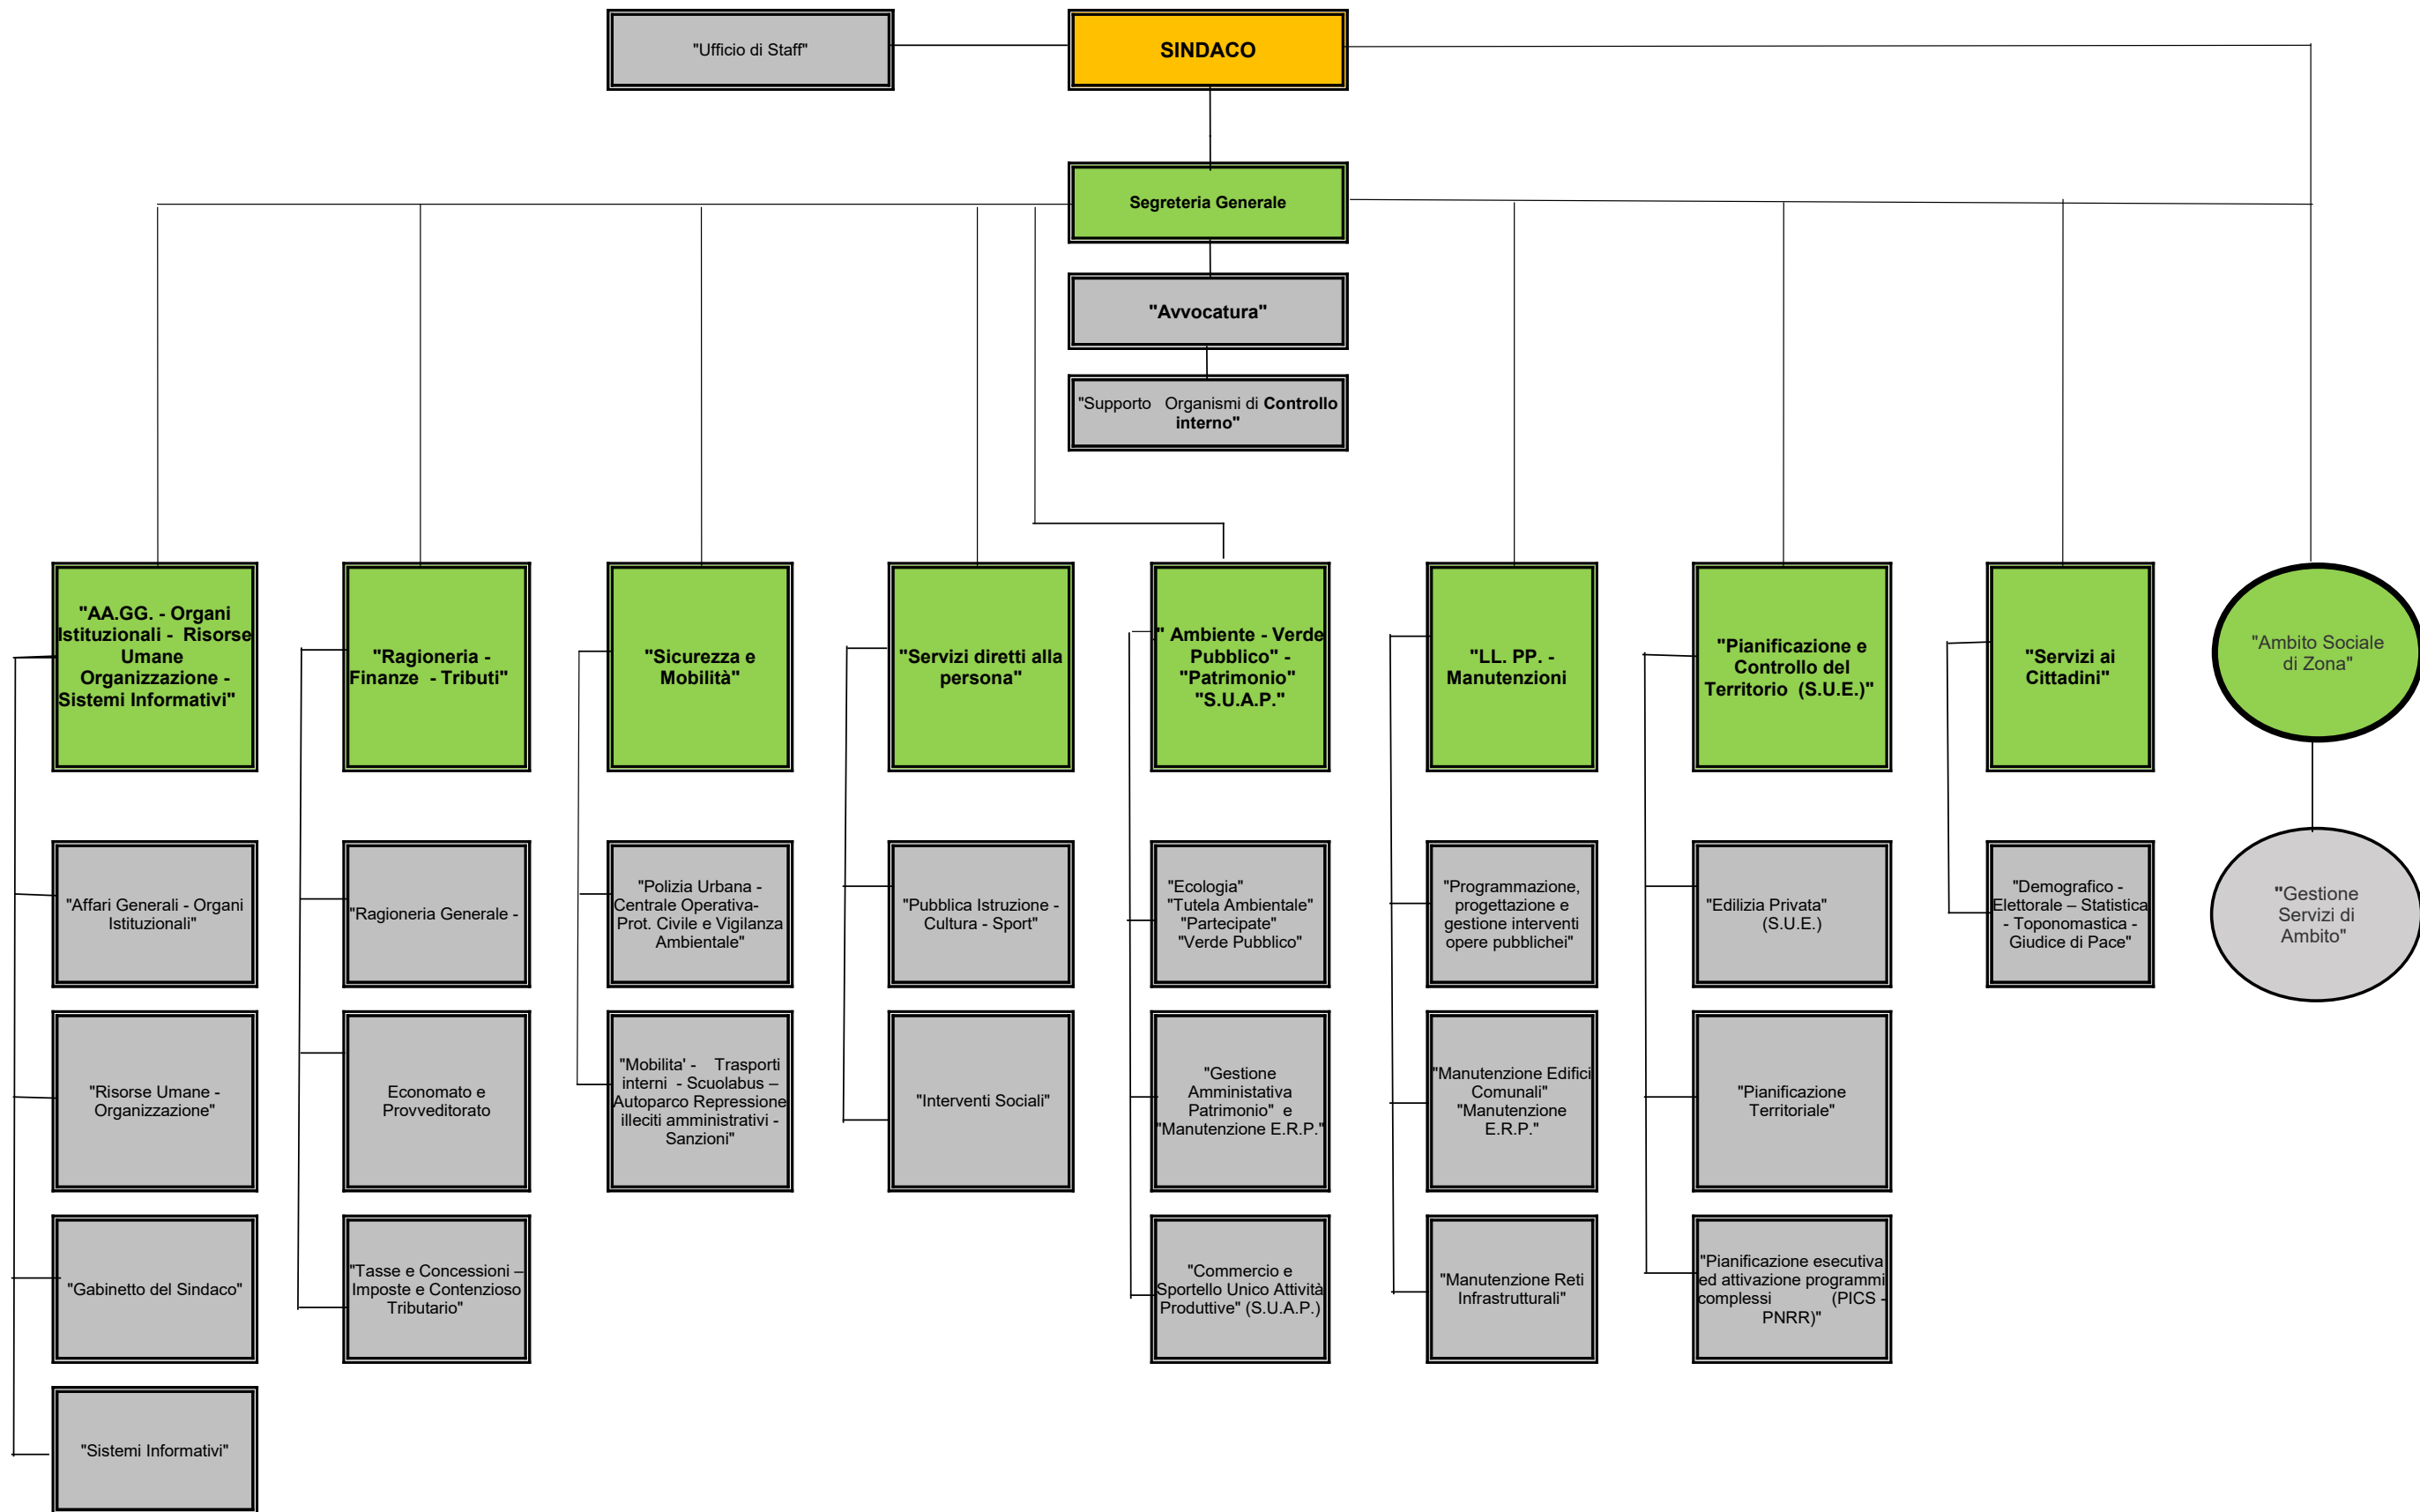 "Ufficio di Staff"
SINDACO
Segreteria Generale
"Avvocatura"
"Supporto   Organismi di Controllo
interno"
"AA.GG. - Organi
Istituzionali -  Risorse
Umane
Organizzazione -
Sistemi Informativi"
"Ragioneria -
Finanze  - Tributi"
"Sicurezza e
Mobilità"
"Servizi diretti alla
persona"
" Ambiente - Verde
Pubblico" -
"Patrimonio"
"S.U.A.P."
"LL. PP. -
Manutenzioni
"Pianificazione e
Controllo del
Territorio  (S.U.E.)"
"Servizi ai
Cittadini"
"Ambito Sociale
di Zona"
"Affari Generali - Organi
Istituzionali"
"Ragioneria Generale -
"Polizia Urbana -
Centrale Operativa-
Prot. Civile e Vigilanza
Ambientale"
"Pubblica Istruzione -
Cultura - Sport"
"Ecologia"
"Tutela Ambientale"
"Partecipate"
"Verde Pubblico"
"Programmazione,
progettazione e
gestione interventi
opere pubblichei"
"Edilizia Privata"
(S.U.E.)
"Demografico -
Elettorale – Statistica
- Toponomastica -
Giudice di Pace"
"Gestione
Servizi di
Ambito"
"Risorse Umane -
Organizzazione"
Economato e
Provveditorato
"Mobilita' -    Trasporti
interni  - Scuolabus –
Autoparco Repressione
illeciti amministrativi -
Sanzioni"
"Interventi Sociali"
"Gestione
Amministativa
Patrimonio"  e
"Manutenzione E.R.P."
"Manutenzione Edifici
Comunali"
"Manutenzione
E.R.P."
"Pianificazione
Territoriale"
"Gabinetto del Sindaco"
"Tasse e Concessioni –
Imposte e Contenzioso
Tributario"
"Commercio e
Sportello Unico Attività
Produttive" (S.U.A.P.)
"Manutenzione Reti
Infrastrutturali"
"Pianificazione esecutiva
ed attivazione programmi
complessi            (PICS -
PNRR)"
"Sistemi Informativi"